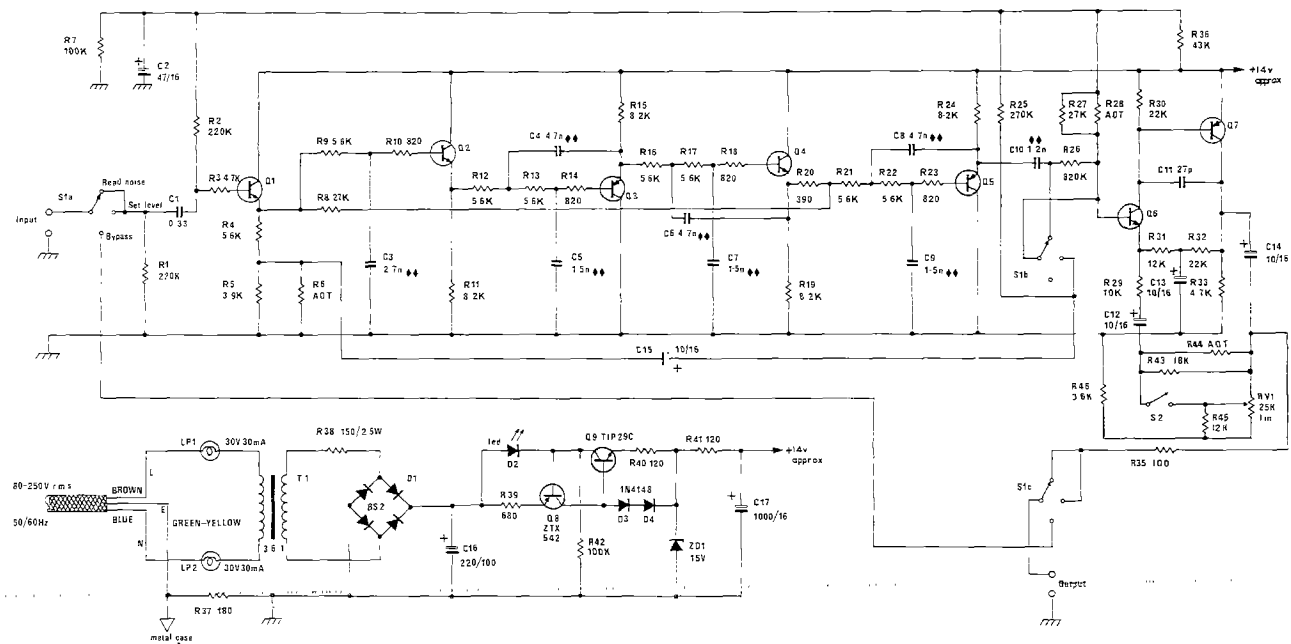 R7
100K
C2
47/16
R2
220K
R3 4.7K
Q1
Read noise
S1a
Set level
C1
0.33
Input
Bypass
R1
220K
R4
5.6K
R5
3.9K
R6
AOT
R9 5.6K
R10 820
Q2
R8 27K
C3
2.7n ♦♦
R12
5.6K
R11
8.2K
C4 4.7n ♦♦
R13
5.6K
R14
820
C5
1.5n ♦♦
R15
8.2K
Q3
R16
5.6K
R17
5.6K
R18
820
C6 4.7n ♦♦
C7
1.5n ♦♦
Q4
R20
390
R19
8.2K
R21
5.6K
C8 4.7n ♦♦
R22
5.6K
R23
820
C9
1.5n ♦♦
R24
8.2K
Q5
R25
270K
C10 1.2n ♦♦
R27
27K
R28
AOT
R26
820K
S1b
R36
43K
+14v
approx
R30
22K
Q7
C11 27p
Q6
R31
12K
R32
22K
R29
10K
C13
10/16
R33
4.7K
C14
10/16
C12
10/16
C15
10/16
R44 AOT
R43 18K
R46
3.9K
S2
R45
12K
RV1
25K
lin
R35 100
S1c
Output
LP1
30V 30mA
80-250V rms
50/60Hz
L
BROWN
E
BLUE
GREEN-YELLOW
N
LP2
30V 30mA
T1
3.6:1
R38 150/2.5W
D1
BS2
R37 180
metal case
C16
220/100
led
D2
R39
680
Q8
ZTX
542
Q9 TIP29C
1N4148
D3
D4
R42
100K
R40 120
R41 120
ZD1
15V
C17
1000/16
+14v
approx